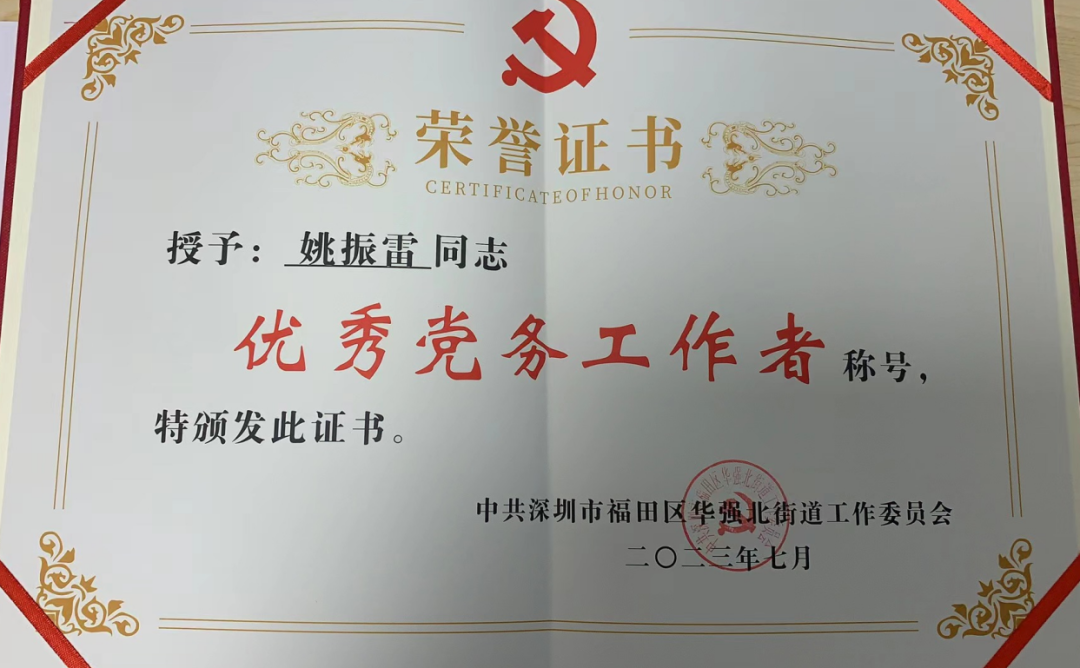 荣誉证书
CERTIFICATEOFHONOR
授予：姚振雷同志
优秀党务工作者称号，
特颁发此证书。
中共深圳市福田区华强北街道工作委员会
二〇二三年七月